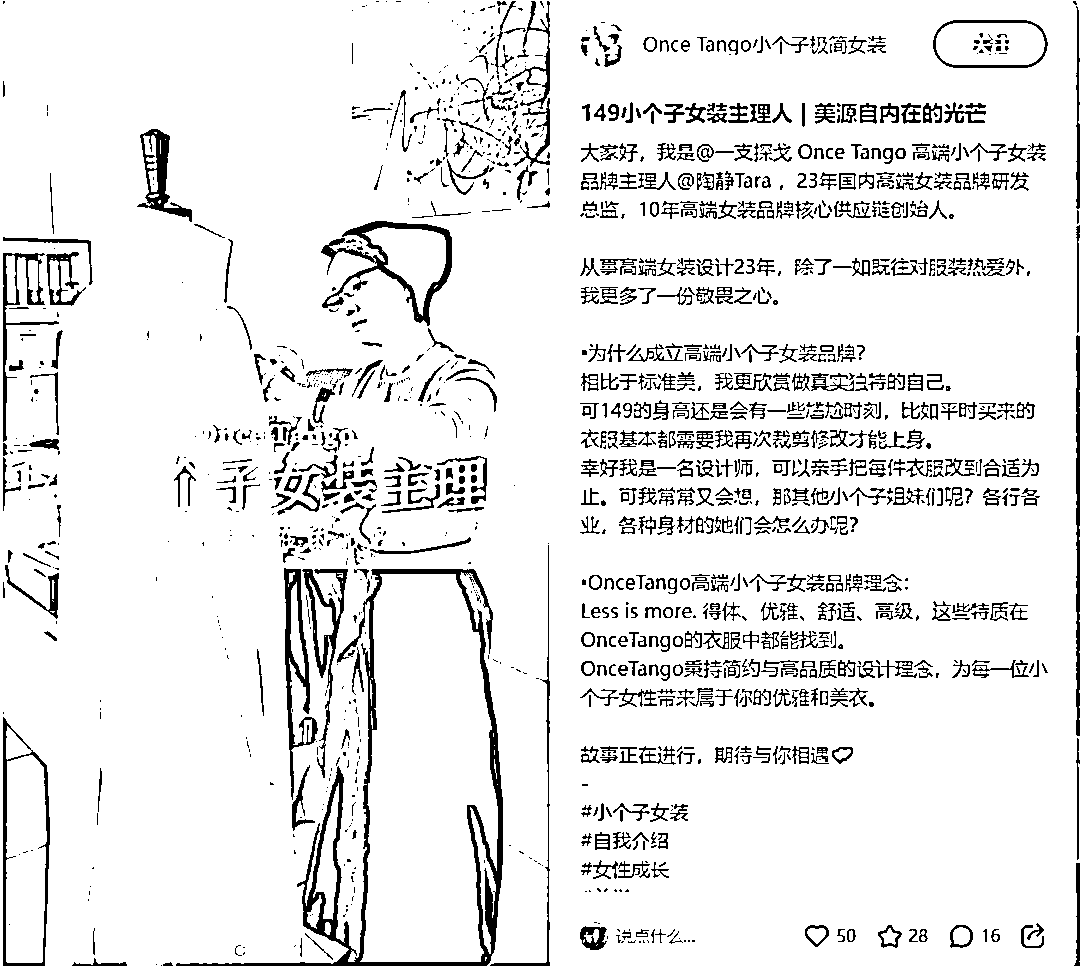 Once Tango小个子极简女装
关注
149小个子女装主理人 | 美源自内在的光芒
大家好，我是@一支探戈 Once Tango 高端小个子女装
品牌主理人@陶静Tara ，23年国内高端女装品牌研发
总监，10年高端女装品牌核心供应链创始人。
从事高端女装设计23年，除了一如既往对服装热爱外，
我更多了一份敬畏之心。
•为什么成立高端小个子女装品牌？
相比于标准美，我更欣赏做真实独特的自己。
可149的身高还是会有一些尴尬时刻，比如平时买来的
衣服基本都需要我再次裁剪修改才能上身。
幸好我是一名设计师，可以亲手把每件衣服改到合适为
止。可我常常又会想，那其他小个子姐妹们呢？各行各
业，各种身材的她们会怎么办呢？
•OnceTango高端小个子女装品牌理念：
Less is more. 得体、优雅、舒适、高级，这些特质在
OnceTango的衣服中都能找到。
OnceTango秉持简约与高品质的设计理念，为每一位小
个子女性带来属于你的优雅和美衣。
故事正在进行，期待与你相遇
-
#小个子女装
#自我介绍
#女性成长
OnceTango
个子女装主理
说点什么...
50
28
16